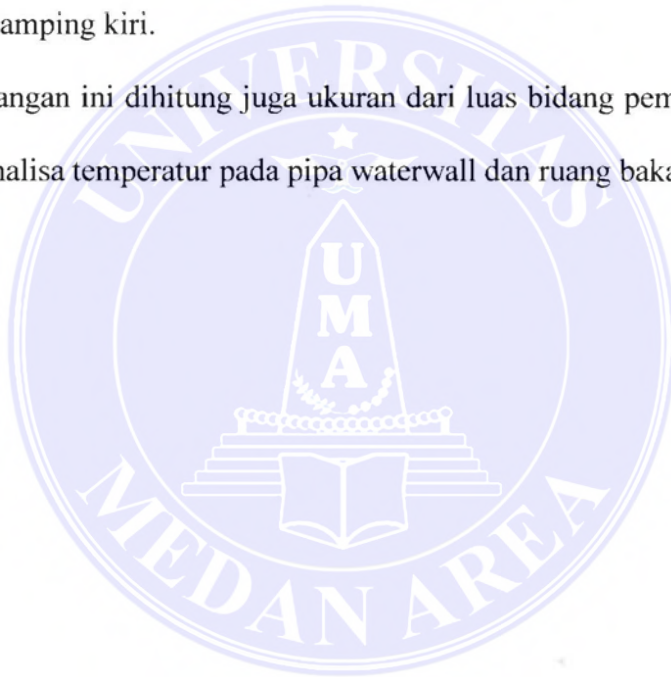 amping kiri.
angan ini dihitung juga ukuran dari luas bidang pem
nalisa temperatur pada pipa waterwall dan ruang baka
UNIVERSITAS
UMA
MEDAN AREA